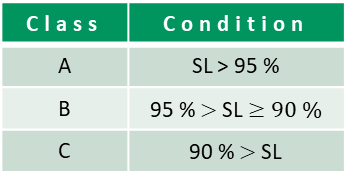 Class Condition
A SL > 95 %
B 95 % > SL ≥ 90 %
C 90 % > SL